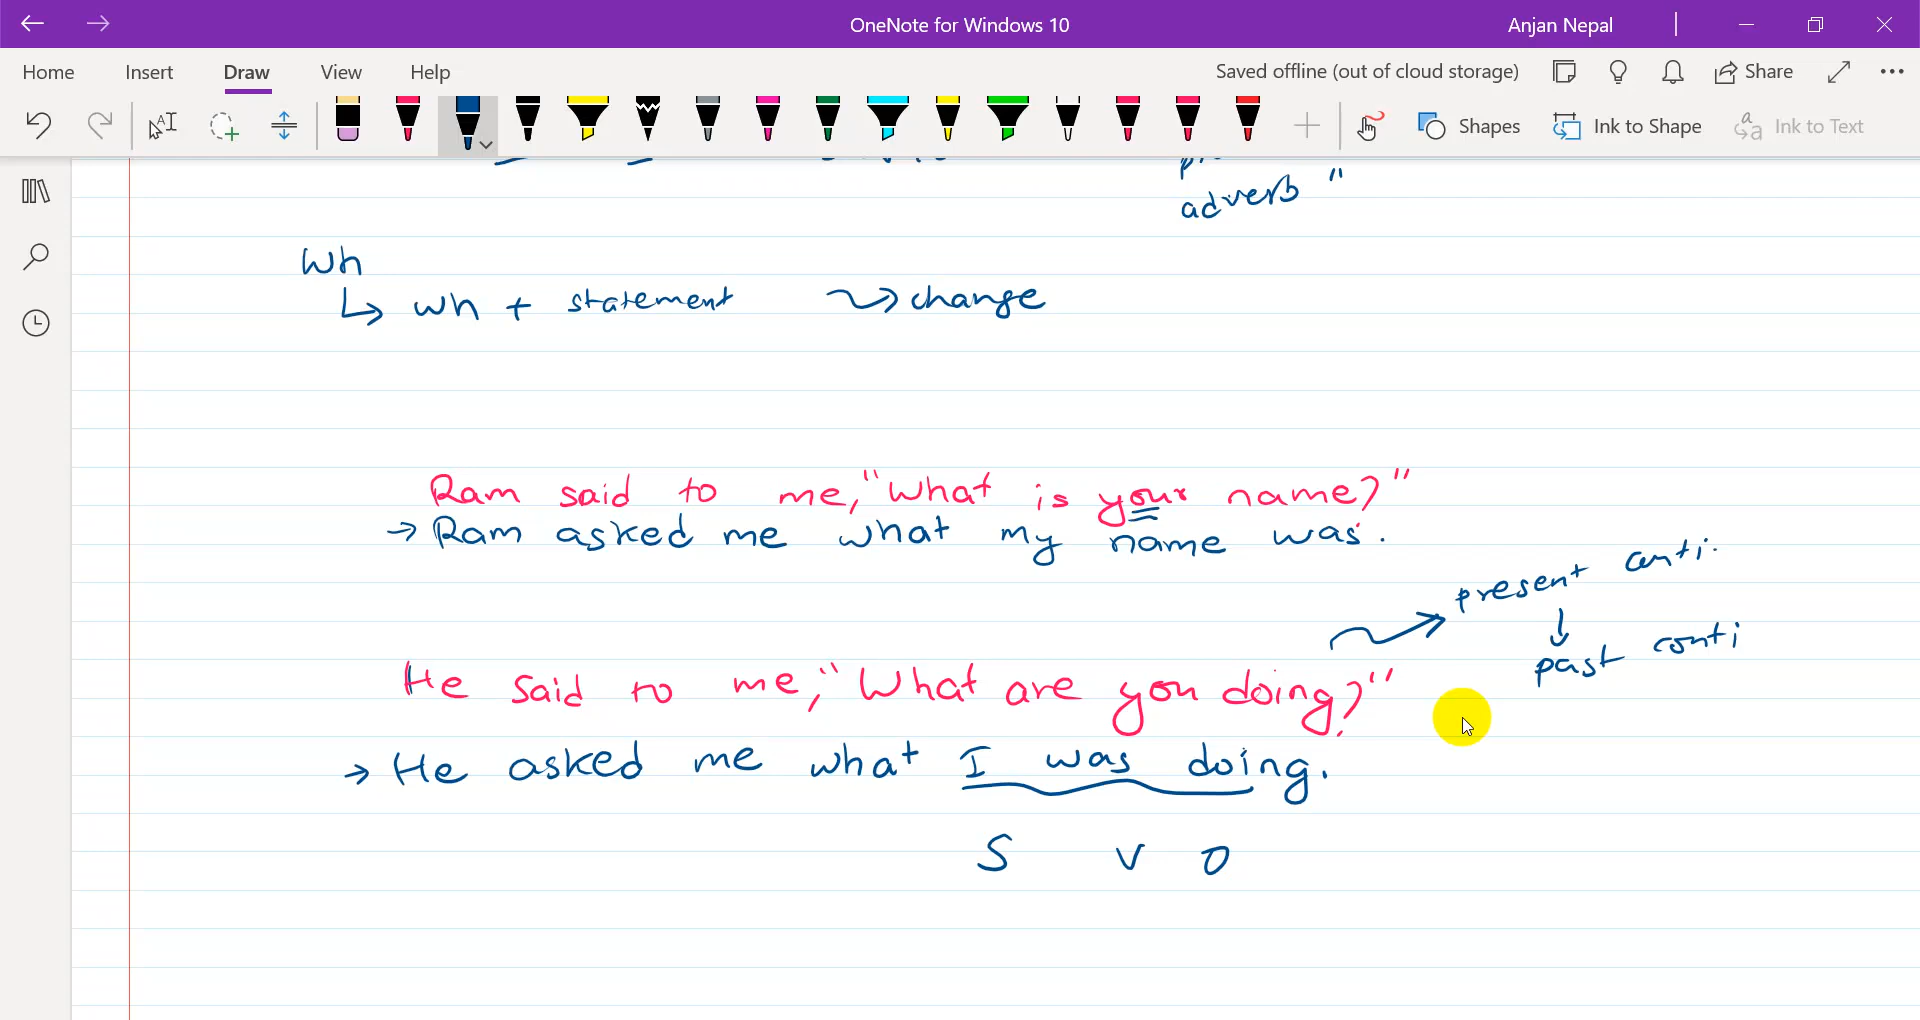 OneNote for Windows 10
Anjan Nepal
Home Insert Draw View Help
Saved offline (out of cloud storage)
Share
Shapes
Ink to Shape
Ink to Text
adverb "
Wh
↳ wh + statement → change
Ram said to me, "What is your name?"
→ Ram asked me what my name was.
present conti.
↓
past conti
He said to me, "What are you doing?"
→ He asked me what I was doing.
S V O